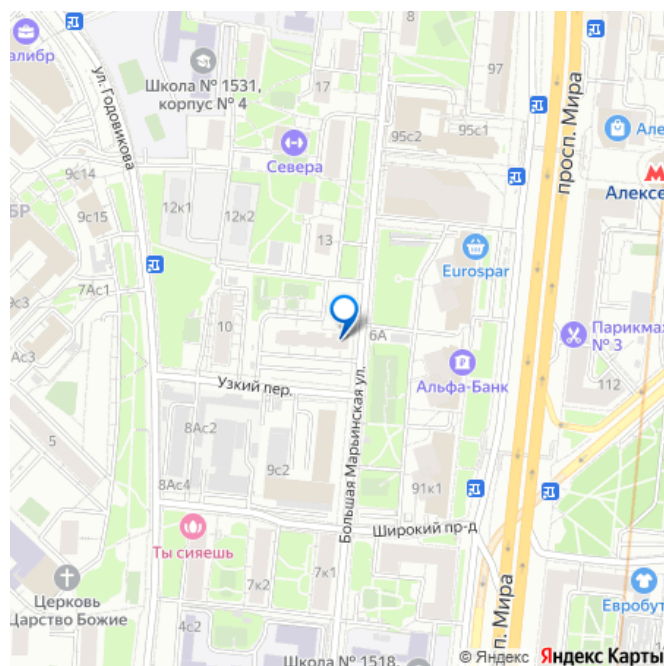 алибр
ул. Годовикова
Школа № 1531,
корпус № 4
17
8
97
просп. Мира
95с2
95с1
Але
Алексе
Севера
9с14
БР
9с15
12к1
12к2
13
Eurospar
7Ас1
9с3
Ас3
10
6А
Парикмах
№ 3
Альфа-Банк
112
Узкий пер.
Большая Марьинская ул.
5
8Ас2
9с2
8Ас4
91к1
Ты сияешь
Широкий пр-д
7к2
7к1
Церковь
Царство Божие
4с2
п. Мира
Евробут
Школа № 1518,
© Яндекс Яндекс Карты